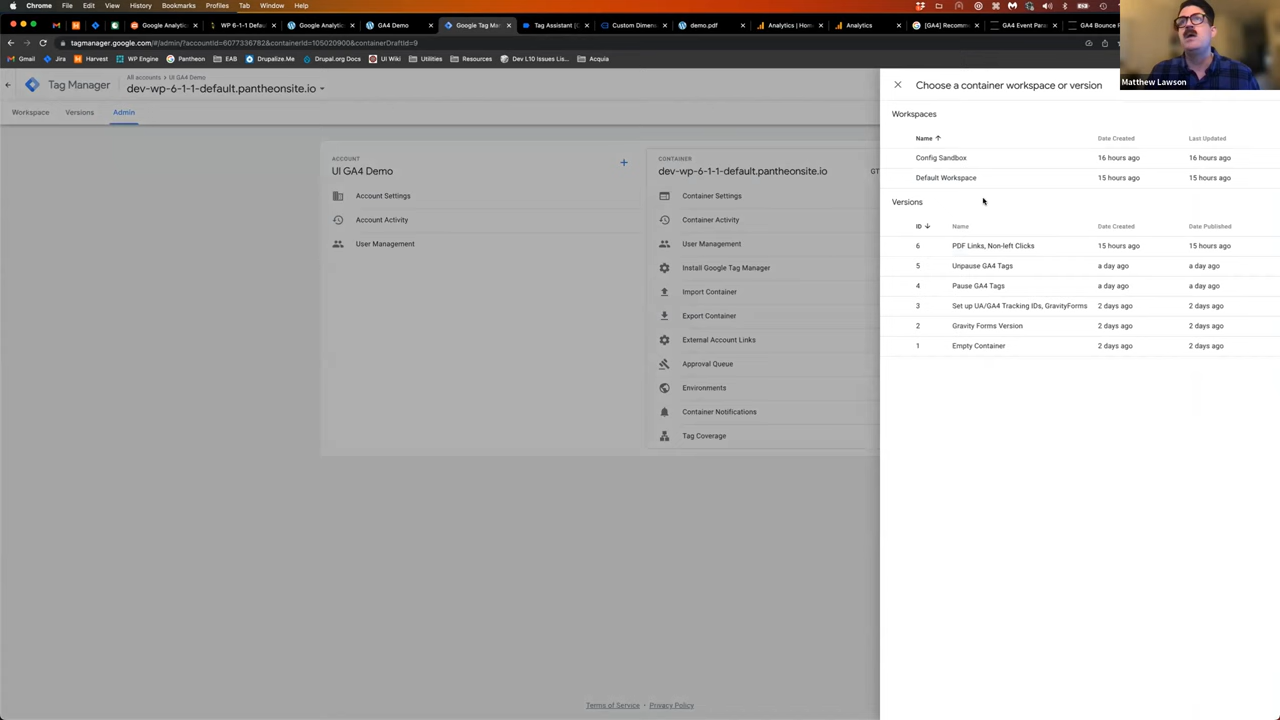 Chrome File Edit View History Bookmarks Profiles Tab Window Help
Google Analytic WP 6-1-1 Defau Google Analytic GA4 Demo Google Tag Man Tag Assistant [ Custom Dimens demo.pdf Analytics | Home Analytics [GA4] Recomm GA4 Event Para GA4 Bounce R
tagmanager.google.com/#/admin/?accountId=6077336782&containerId=105020900&containerDraftId=9
Gmail Jira Harvest WP Engine Pantheon EAB Drupalize.Me Drupal.org Docs UI Wiki Utilities Resources Dev L10 Issues Lis... Acquia
Matthew Lawson
Tag Manager
All accounts › UI GA4 Demo
dev-wp-6-1-1-default.pantheonsite.io
Workspace Versions Admin
ACCOUNT
UI GA4 Demo
Account Settings
Account Activity
User Management
CONTAINER
dev-wp-6-1-1-default.pantheonsite.io
GT
Container Settings
Container Activity
User Management
Install Google Tag Manager
Import Container
Export Container
External Account Links
Approval Queue
Environments
Container Notifications
Tag Coverage
Choose a container workspace or version
Workspaces
Name Date Created Last Updated
Config Sandbox 16 hours ago 16 hours ago
Default Workspace 15 hours ago 15 hours ago
Versions
ID Name Date Created Date Published
6 PDF Links, Non-left Clicks 15 hours ago 15 hours ago
5 Unpause GA4 Tags a day ago a day ago
4 Pause GA4 Tags a day ago a day ago
3 Set up UA/GA4 Tracking IDs, GravityForms 2 days ago 2 days ago
2 Gravity Forms Version 2 days ago 2 days ago
1 Empty Container 2 days ago 2 days ago
Terms of Service · Privacy Policy